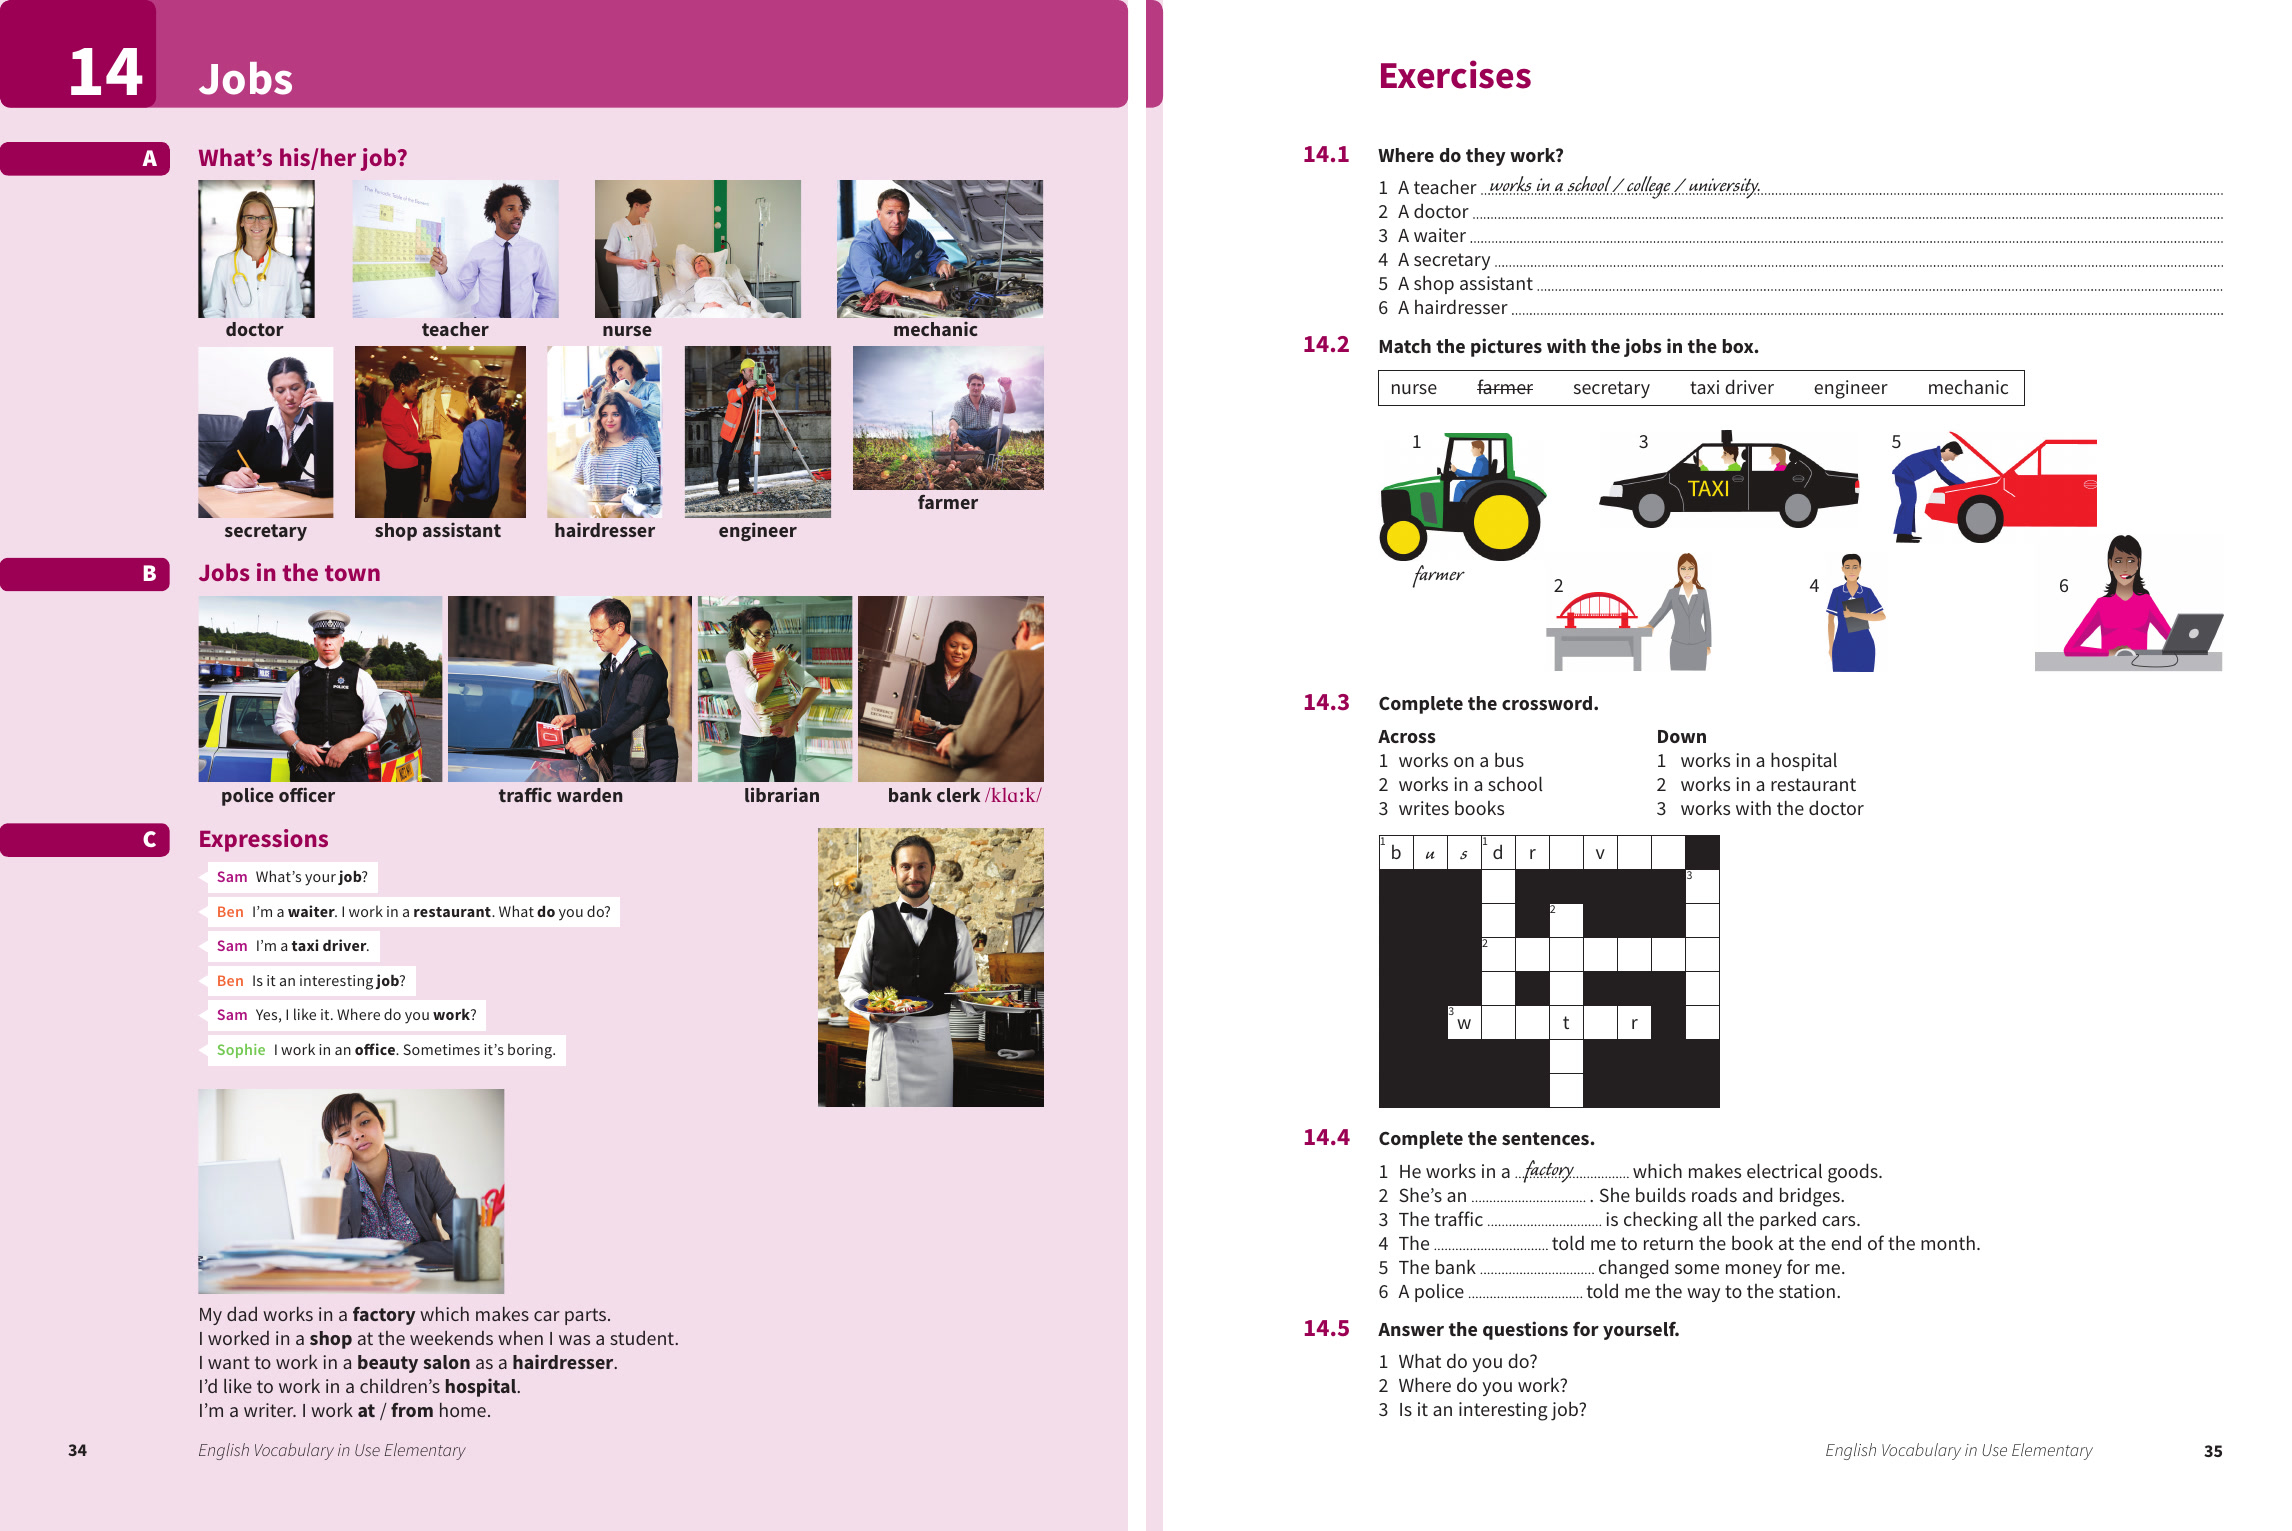 14 Jobs
A What's his/her job?
doctor teacher nurse mechanic
secretary shop assistant hairdresser engineer farmer
B Jobs in the town
POLICE
police officer traffic warden librarian bank clerk /klɑːk/
C Expressions
Sam What's your job?
Ben I'm a waiter. I work in a restaurant. What do you do?
Sam I'm a taxi driver.
Ben Is it an interesting job?
Sam Yes, I like it. Where do you work?
Sophie I work in an office. Sometimes it's boring.
My dad works in a factory which makes car parts.
I worked in a shop at the weekends when I was a student.
I want to work in a beauty salon as a hairdresser.
I'd like to work in a children's hospital.
I'm a writer. I work at / from home.
34 English Vocabulary in Use Elementary
Exercises
14.1 Where do they work?
1 A teacher works in a school / college / university.
2 A doctor
3 A waiter
4 A secretary
5 A shop assistant
6 A hairdresser
14.2 Match the pictures with the jobs in the box.
nurse farmer secretary taxi driver engineer mechanic
1 3 5
TAXI
farmer
2 4 6
14.3 Complete the crossword.
Across
1 works on a bus
2 works in a school
3 writes books
Down
1 works in a hospital
2 works in a restaurant
3 works with the doctor
1 b u s 1 d r v
3
2
2
3 w t r
14.4 Complete the sentences.
1 He works in a factory which makes electrical goods.
2 She's an . She builds roads and bridges.
3 The traffic is checking all the parked cars.
4 The told me to return the book at the end of the month.
5 The bank changed some money for me.
6 A police told me the way to the station.
14.5 Answer the questions for yourself.
1 What do you do?
2 Where do you work?
3 Is it an interesting job?
English Vocabulary in Use Elementary 35